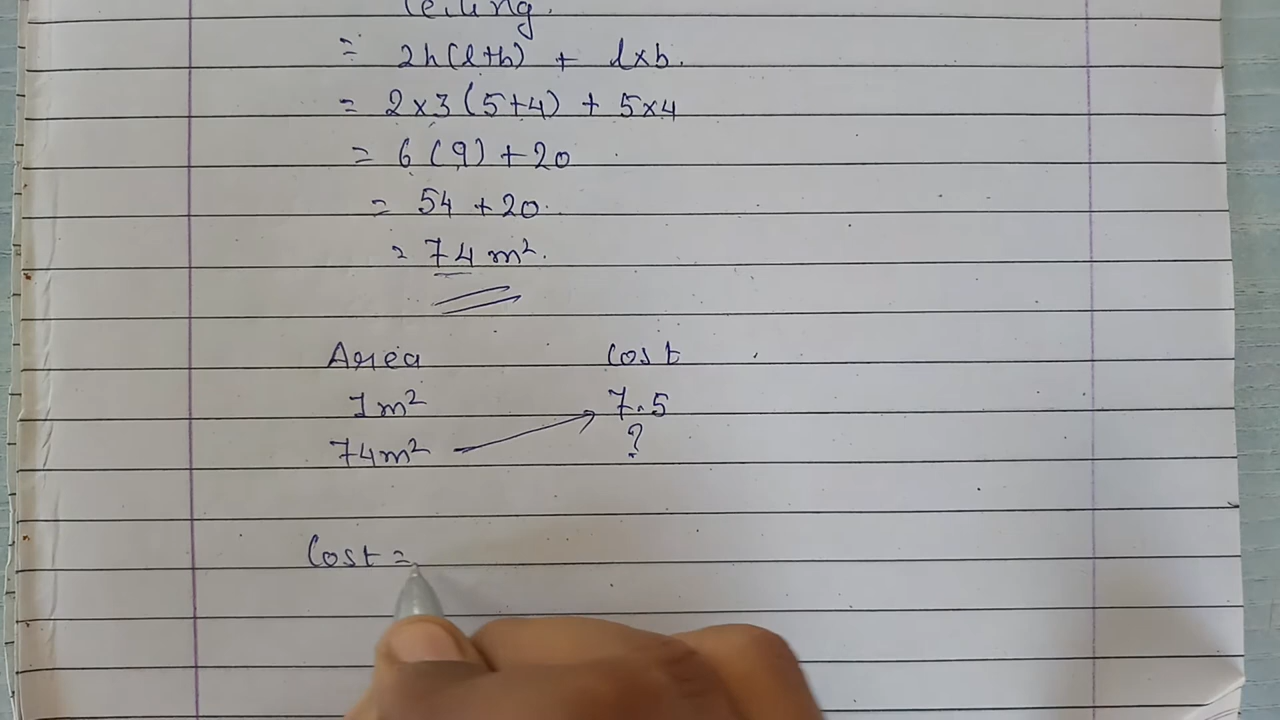 ceiling.
= 2h(l+b) + l×b.
= 2×3(5+4) + 5×4
= 6(9)+20
= 54 +20.
= 74 m².
Area Cost
1m² 7.5
74m² ?
Cost =